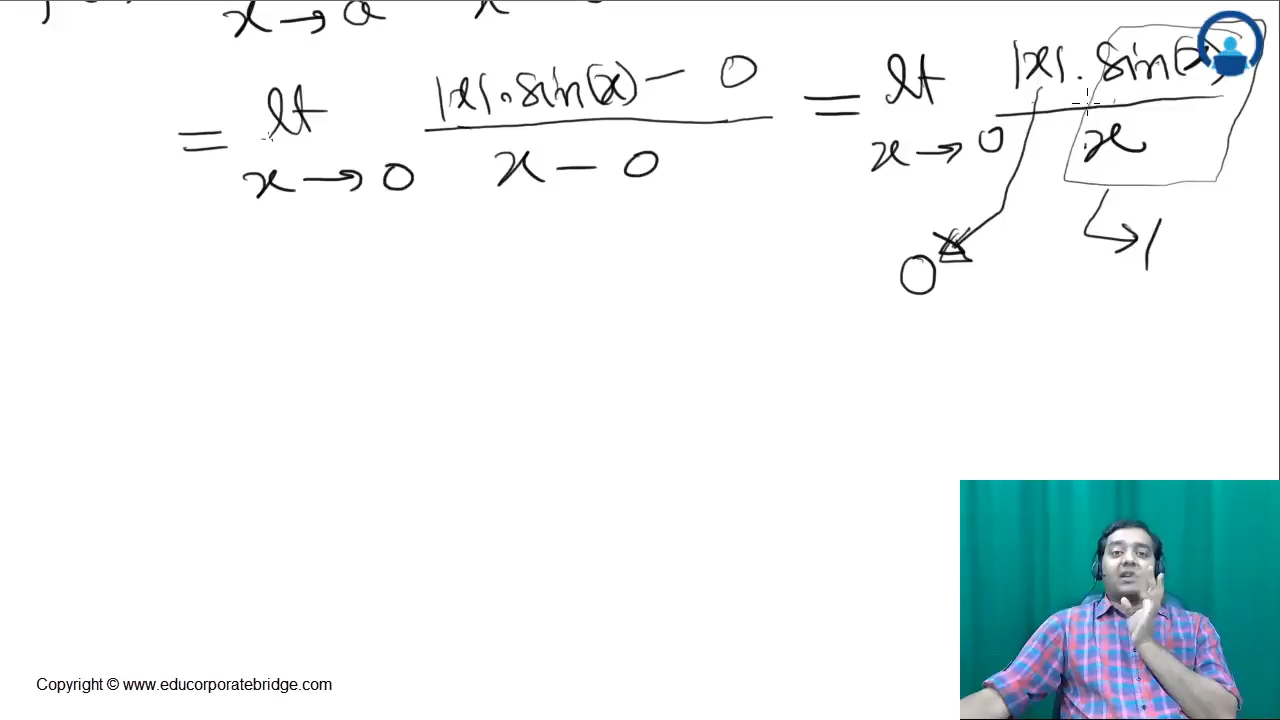 x → a x
= lt x → 0 |x|. sin(x) – 0 / x – 0 = lt x → 0 |x|. sin(x) / x
0 → 1
Copyright © www.educorporatebridge.com